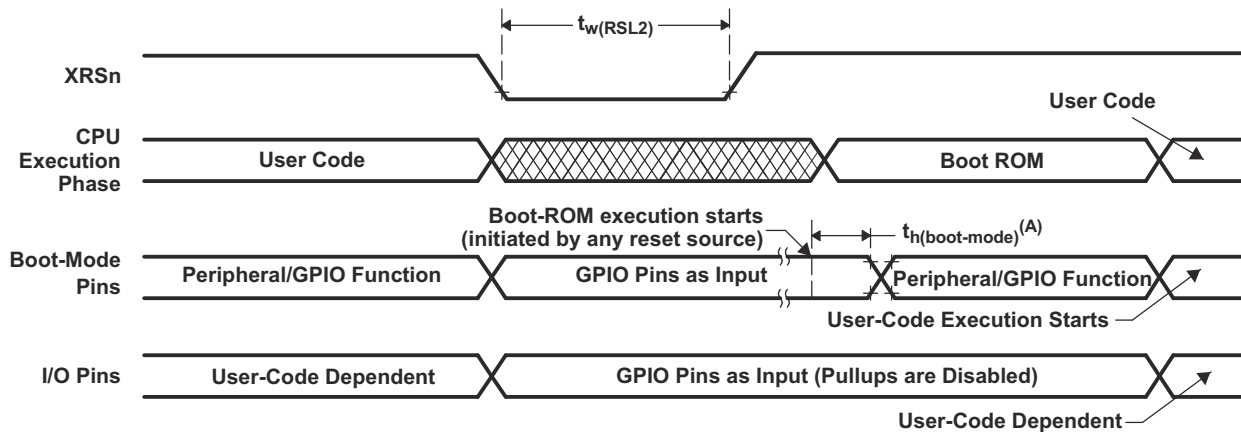 tw(RSL2)
XRSn
User Code
CPU
Execution
Phase
User Code
Boot ROM
Boot-ROM execution starts
(initiated by any reset source)
th(boot-mode)(A)
Boot-Mode
Pins
Peripheral/GPIO Function
GPIO Pins as Input
Peripheral/GPIO Function
User-Code Execution Starts
I/O Pins
User-Code Dependent
GPIO Pins as Input (Pullups are Disabled)
User-Code Dependent